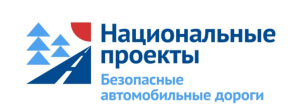 Национальные
проекты
Безопасные
автомобильные дороги